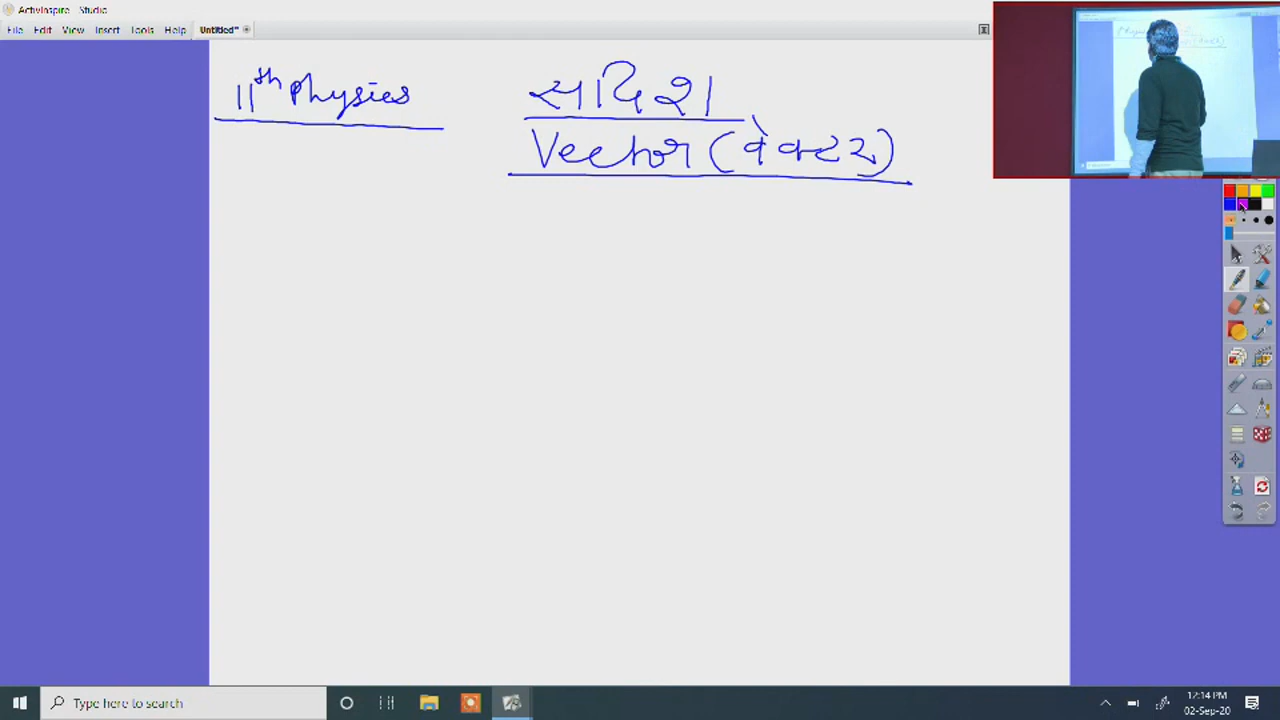 ActivInspire - Studio
File Edit View Insert Tools Help Untitled*
11th Physics
સાદિશ
Vector (વેક્ટર)
Type here to search
12:14 PM
02-Sep-20